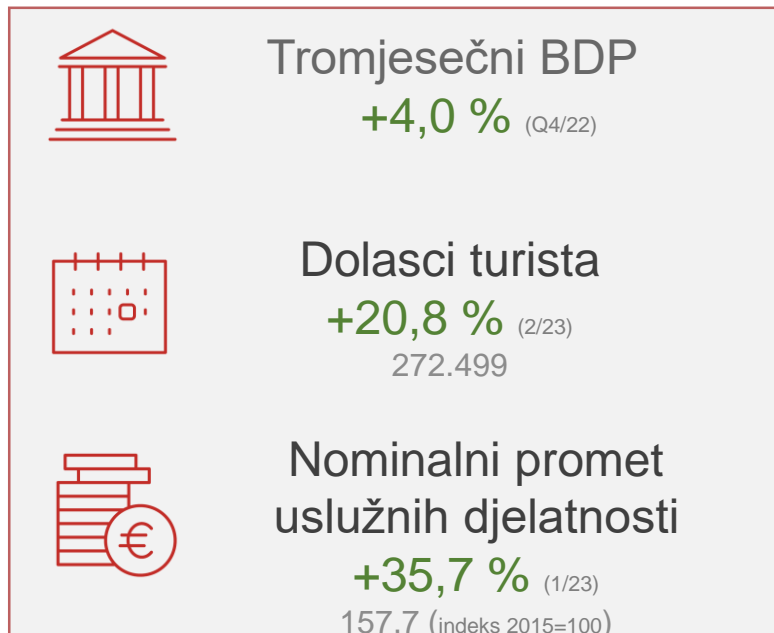 Tromjesečni BDP
+4,0 % (Q4/22)
Dolasci turista
+20,8 % (2/23)
272.499
Nominalni promet
uslužnih djelatnosti
+35,7 % (1/23)
157,7 (indeks 2015=100)